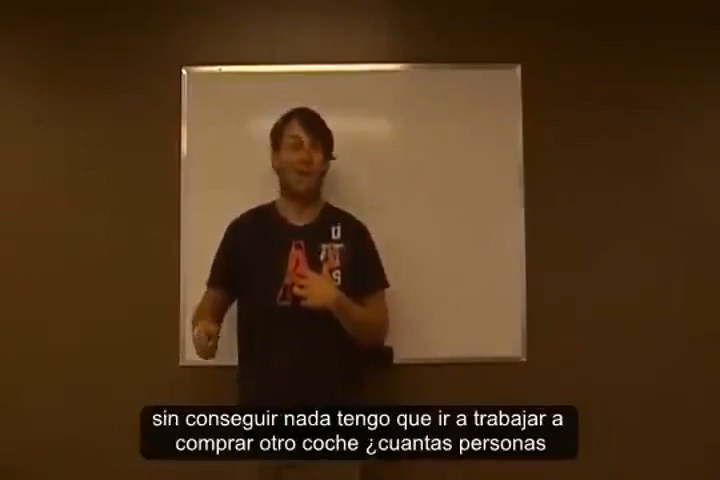 sin conseguir nada tengo que ir a trabajar a
comprar otro coche ¿cuantas personas